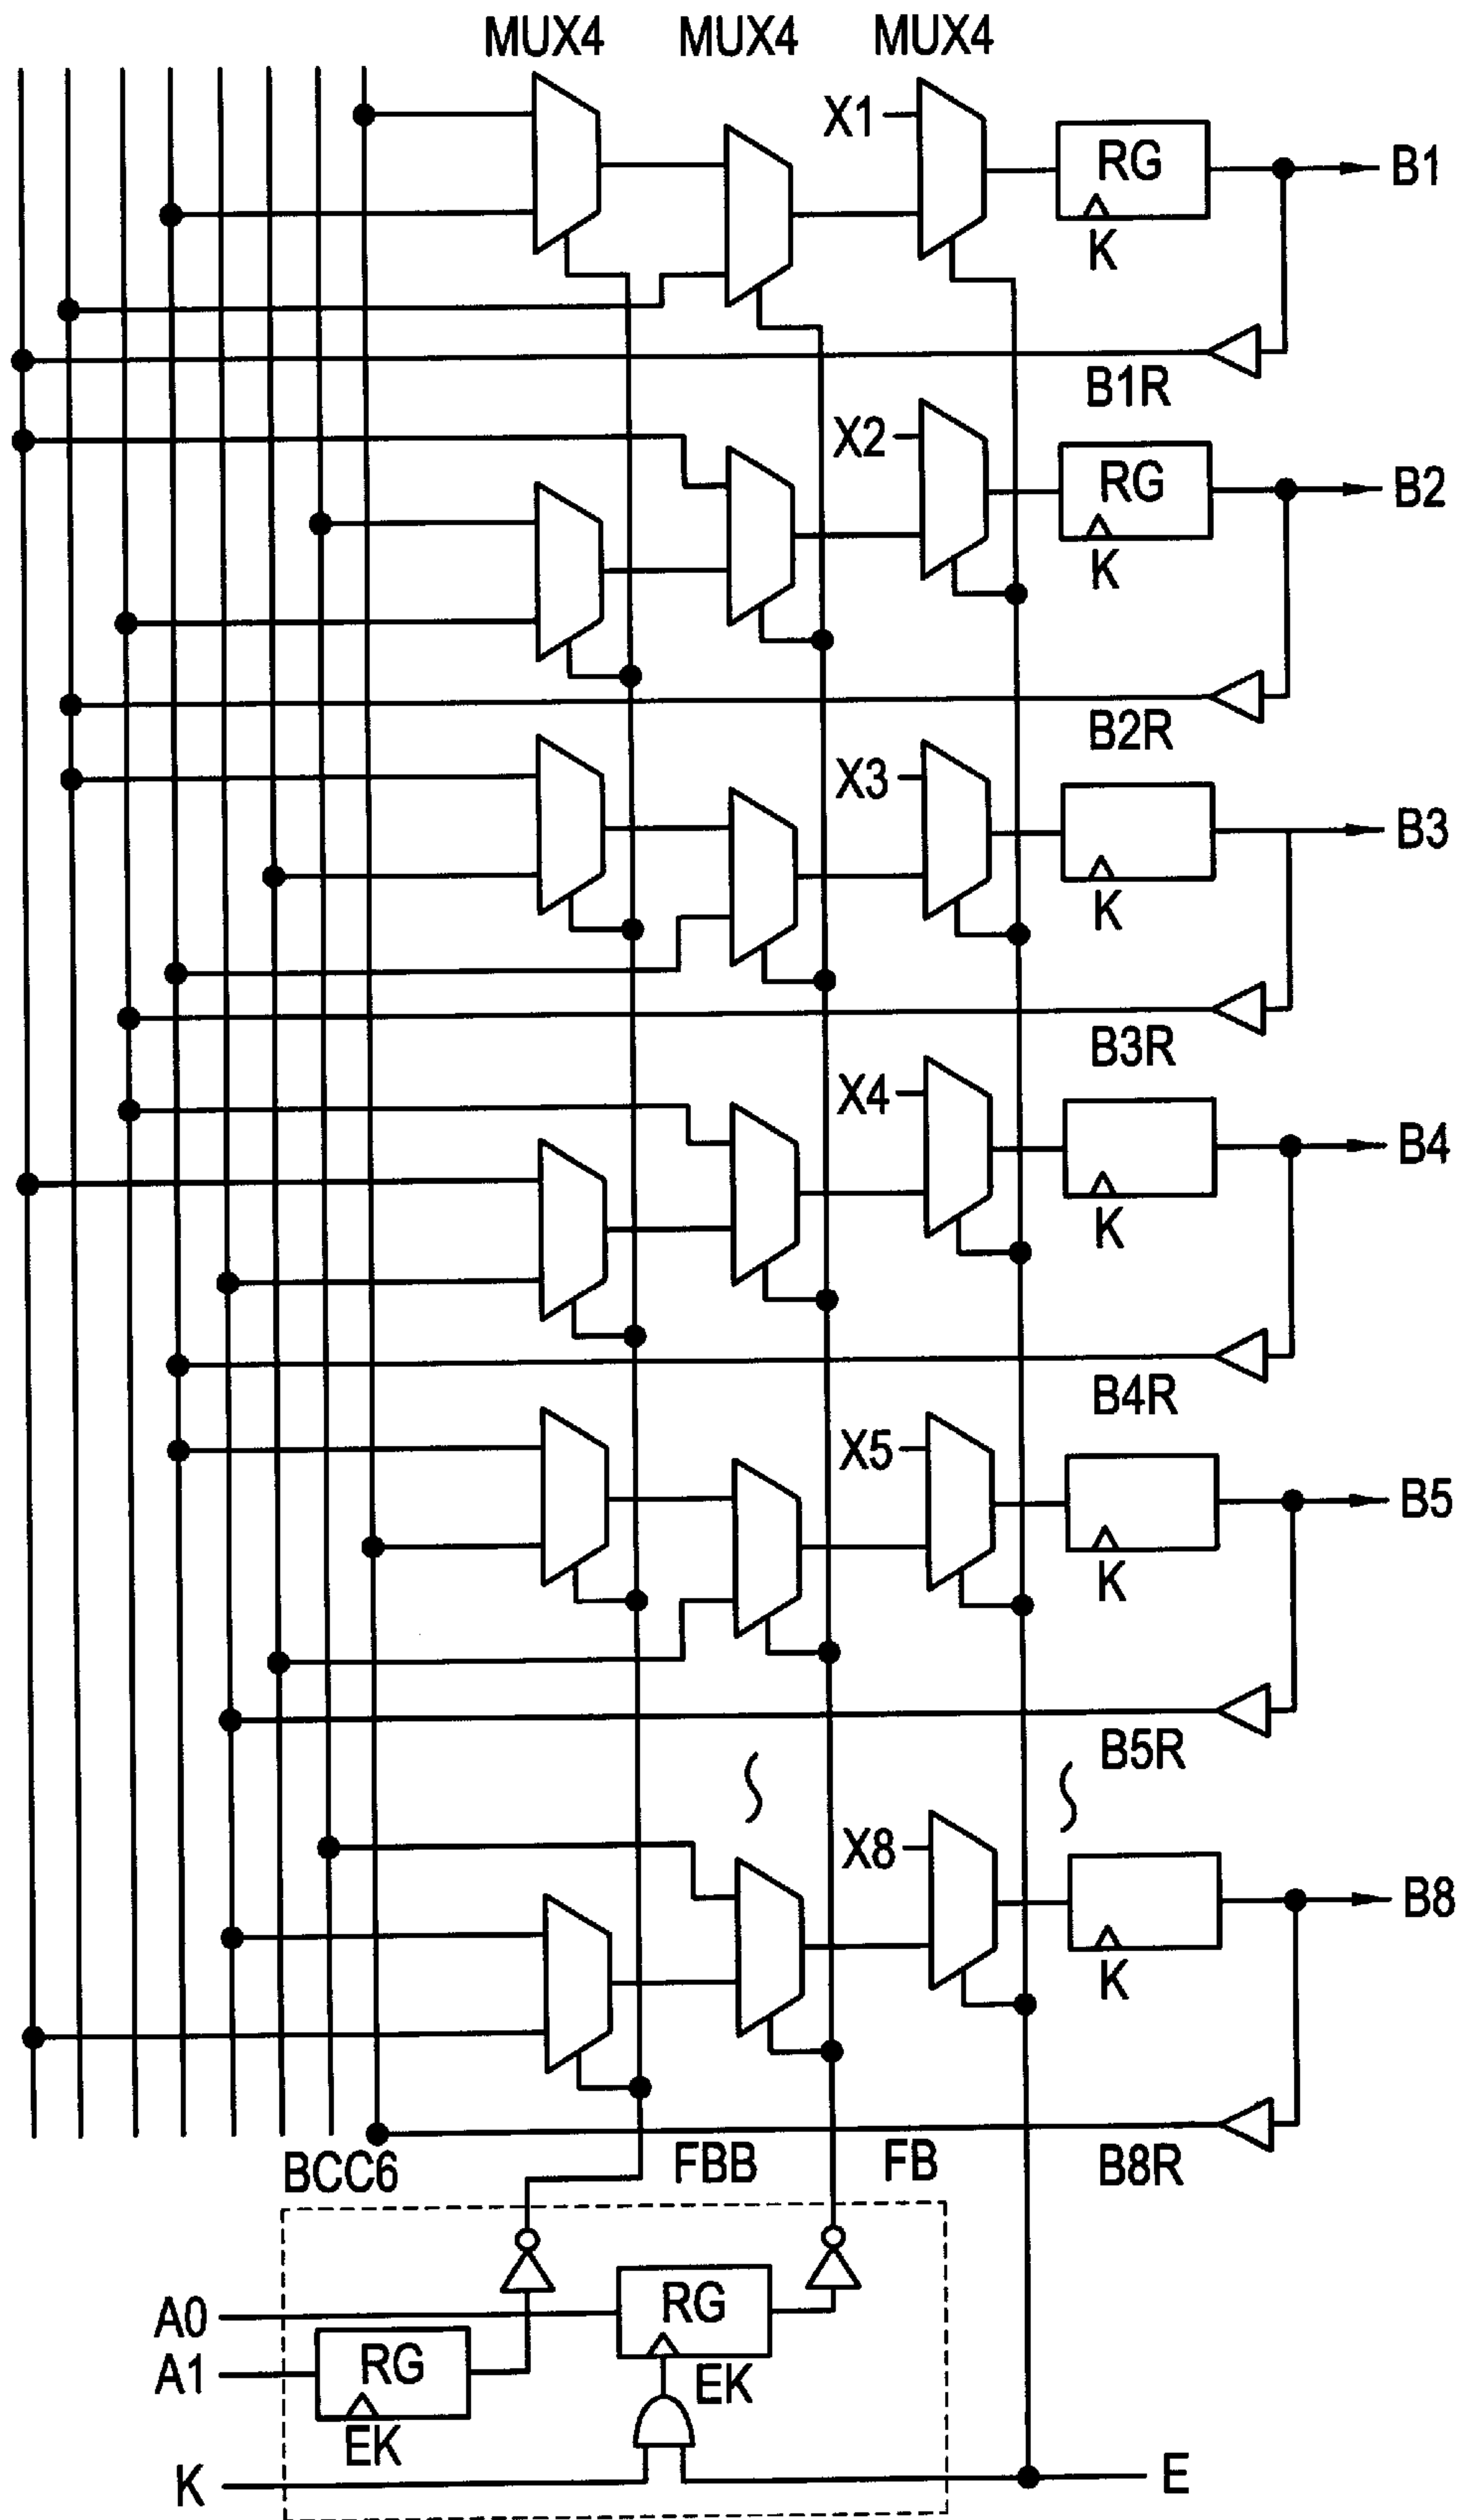 MUX4 MUX4 MUX4
X1 RG B1
K
B1R
X2 RG B2
K
B2R
X3 B3
K
B3R
X4 B4
K
B4R
X5 B5
K
B5R
X8 B8
K
BCC6 FBB FB B8R
A0 RG
A1 RG EK
EK
K E